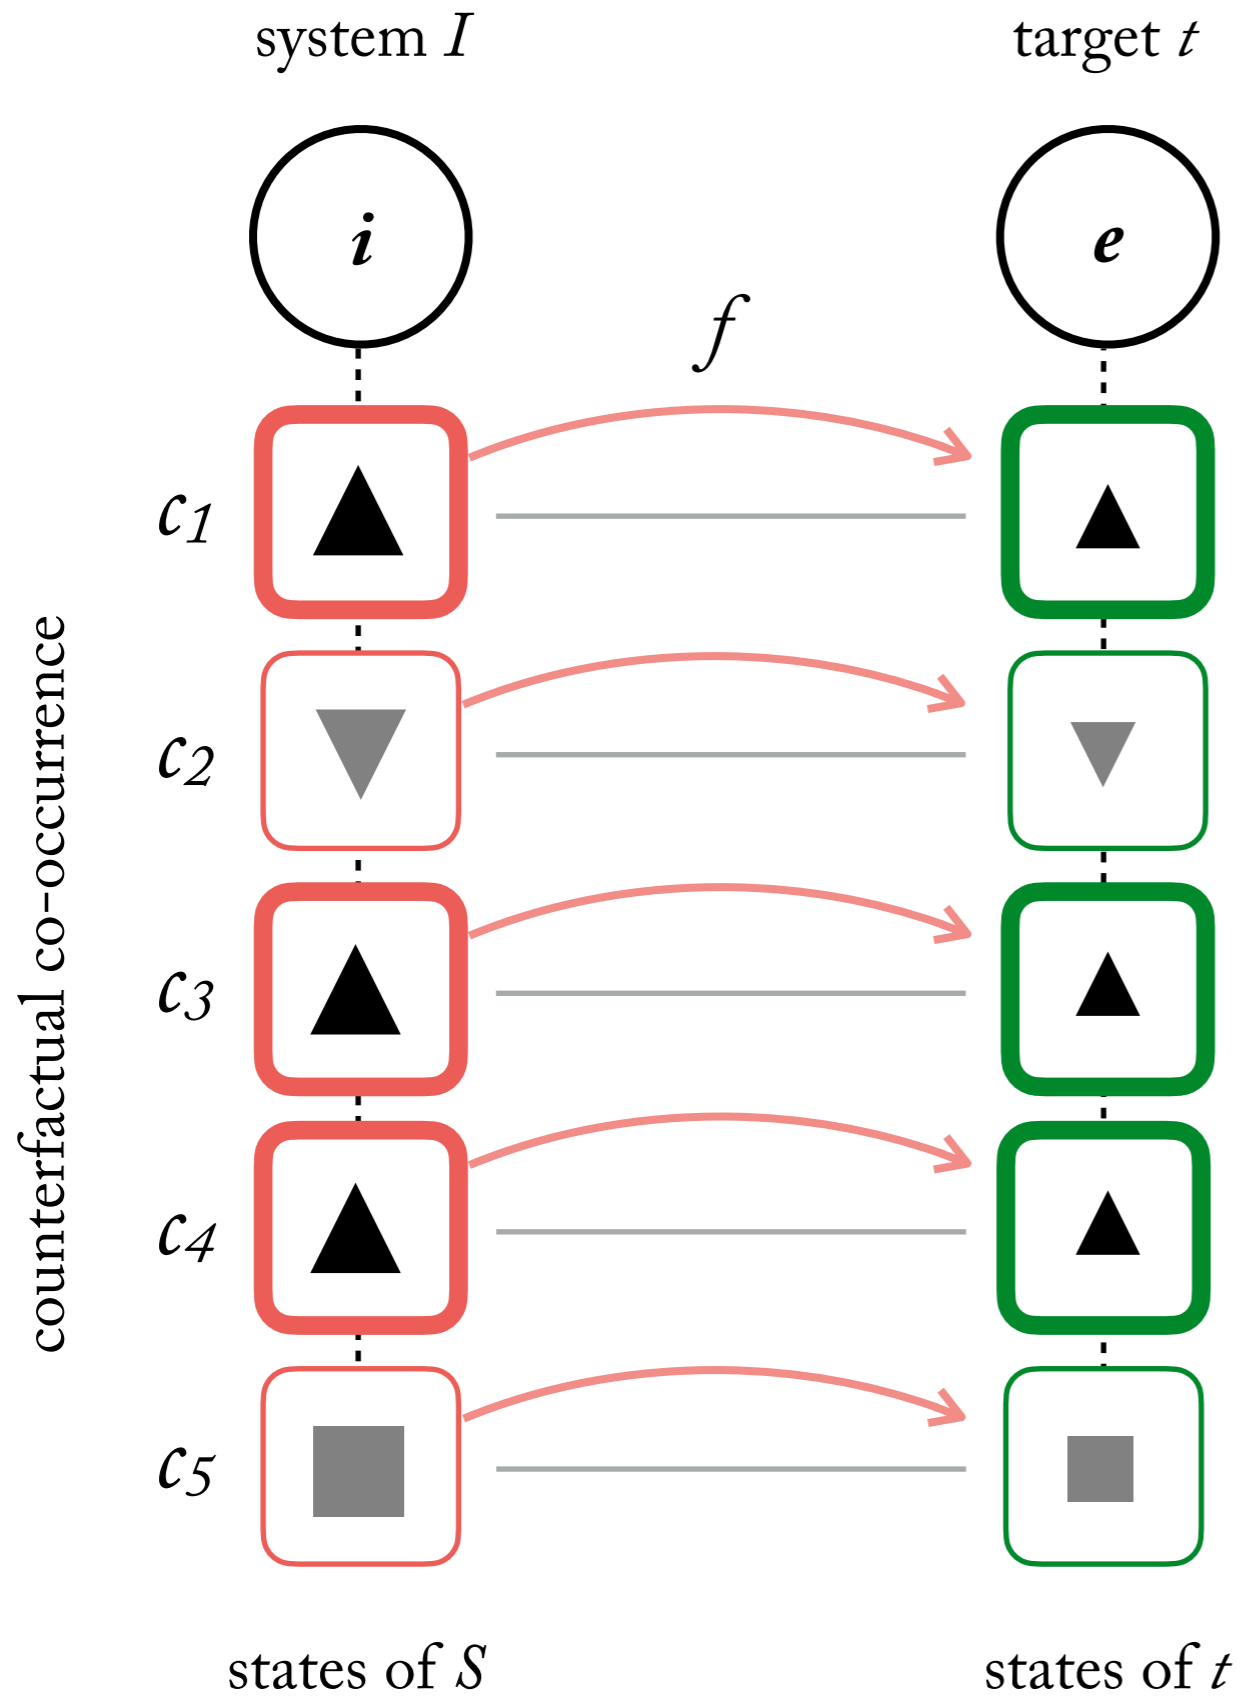 system I
target t
i
e
f
c1
c2
c3
c4
c5
counterfactual co-occurrence
states of S
states of t